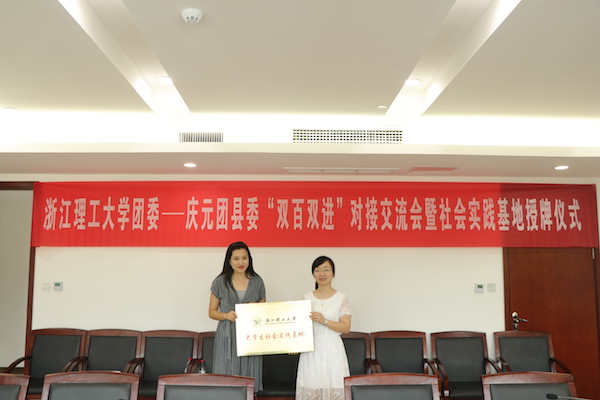 浙江理工大学团委——庆元团县委“双百双进”对接交流会暨社会实践基地授牌仪式
浙江理工大学
大学生社会实践基地